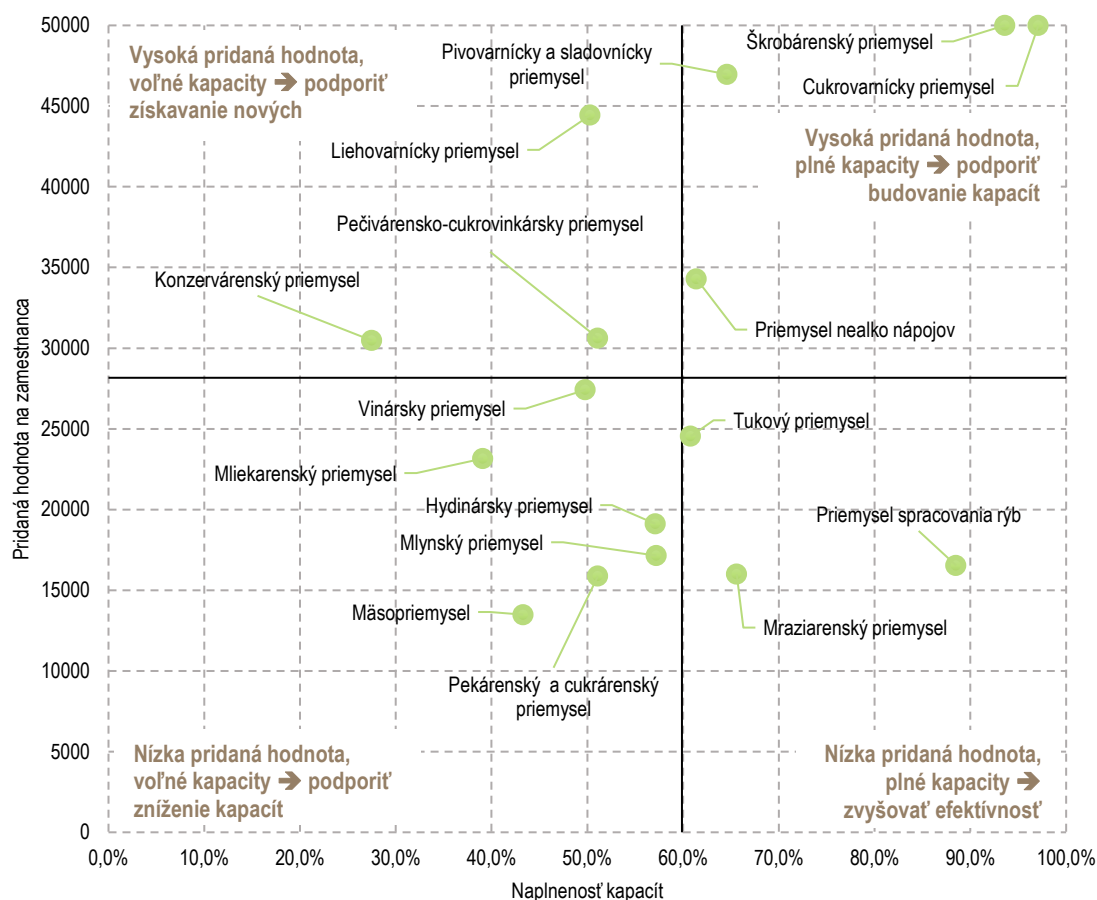 Pridaná hodnota na zamestnanca
50000
45000
40000
35000
30000
25000
20000
15000
10000
5000
0
Vysoká pridaná hodnota,
voľné kapacity ➔ podporiť
získavanie nových
Pivovarnícky a sladovnícky
priemysel
Škrobárenský priemysel
Cukrovarnícky priemysel
Liehovarnícky priemysel
Vysoká pridaná hodnota,
plné kapacity ➔ podporiť
budovanie kapacít
Pečivárensko-cukrovinkársky priemysel
Konzervárenský priemysel
Priemysel nealko nápojov
Vinársky priemysel
Tukový priemysel
Mliekarenský priemysel
Hydinársky priemysel
Priemysel spracovania rýb
Mlynský priemysel
Mäsopriemysel
Mraziarenský priemysel
Pekárenský a cukrárenský
priemysel
Nízka pridaná hodnota,
voľné kapacity ➔ podporiť
zníženie kapacít
Nízka pridaná hodnota,
plné kapacity ➔
zvyšovať efektívnosť
0,0%
10,0%
20,0%
30,0%
40,0%
50,0%
60,0%
70,0%
80,0%
90,0%
100,0%
Naplnenosť kapacít